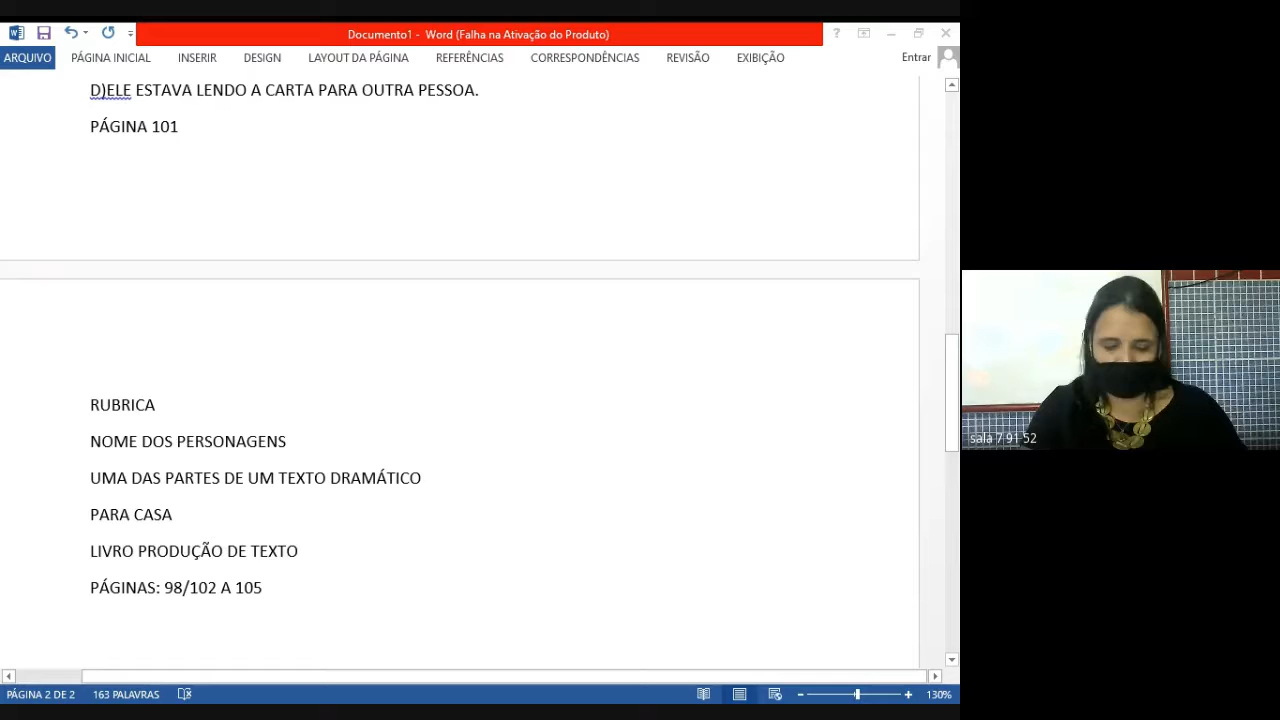 Documento1 - Word (Falha na Ativação do Produto)
ARQUIVO PÁGINA INICIAL INSERIR DESIGN LAYOUT DA PÁGINA REFERÊNCIAS CORRESPONDÊNCIAS REVISÃO EXIBIÇÃO Entrar
D)ELE ESTAVA LENDO A CARTA PARA OUTRA PESSOA.
PÁGINA 101
RUBRICA
NOME DOS PERSONAGENS
UMA DAS PARTES DE UM TEXTO DRAMÁTICO
PARA CASA
LIVRO PRODUÇÃO DE TEXTO
PÁGINAS: 98/102 A 105
sala 7 91 52
PÁGINA 2 DE 2 163 PALAVRAS 130%